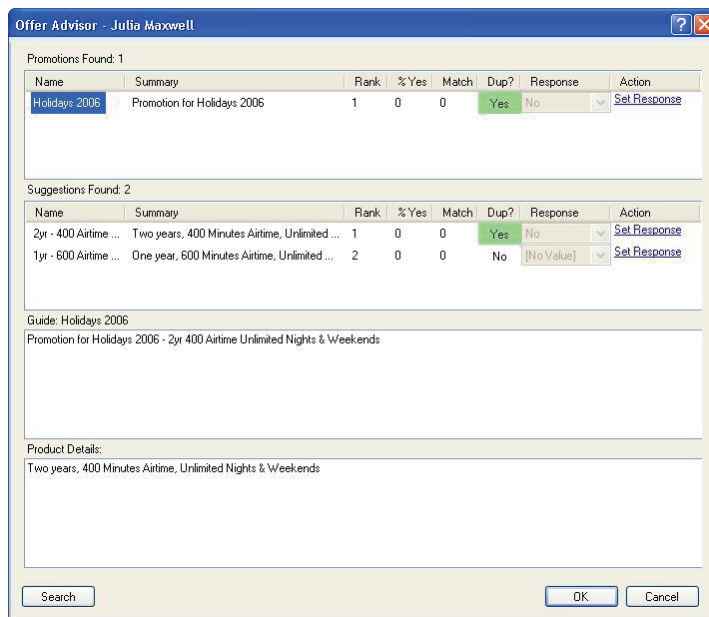 Offer Advisor - Julia Maxwell
Promotions Found: 1
Name Summary Rank % Yes Match Dup? Response Action
Holidays 2006 Promotion for Holidays 2006 1 0 0 Yes No Set Response
Suggestions Found: 2
Name Summary Rank % Yes Match Dup? Response Action
2yr - 400 Airtime ... Two years, 400 Minutes Airtime, Unlimited ... 1 0 0 Yes No Set Response
1yr - 600 Airtime ... One year, 600 Minutes Airtime, Unlimited ... 2 0 0 No [No Value] Set Response
Guide: Holidays 2006
Promotion for Holidays 2006 - 2yr 400 Airtime Unlimited Nights & Weekends
Product Details:
Two years, 400 Minutes Airtime, Unlimited Nights & Weekends
Search OK Cancel